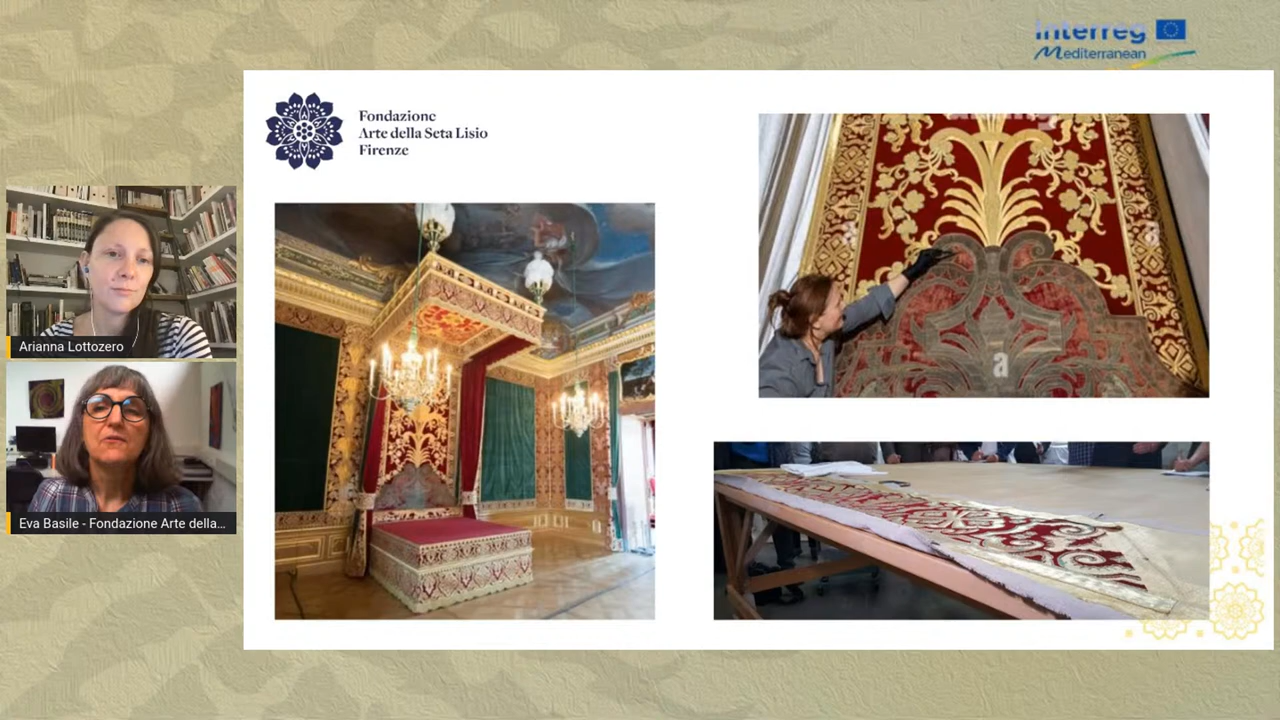 Interreg
Mediterranean
Fondazione
Arte della Seta Lisio
Firenze
a
a
a
Arianna Lottozero
Eva Basile - Fondazione Arte della...